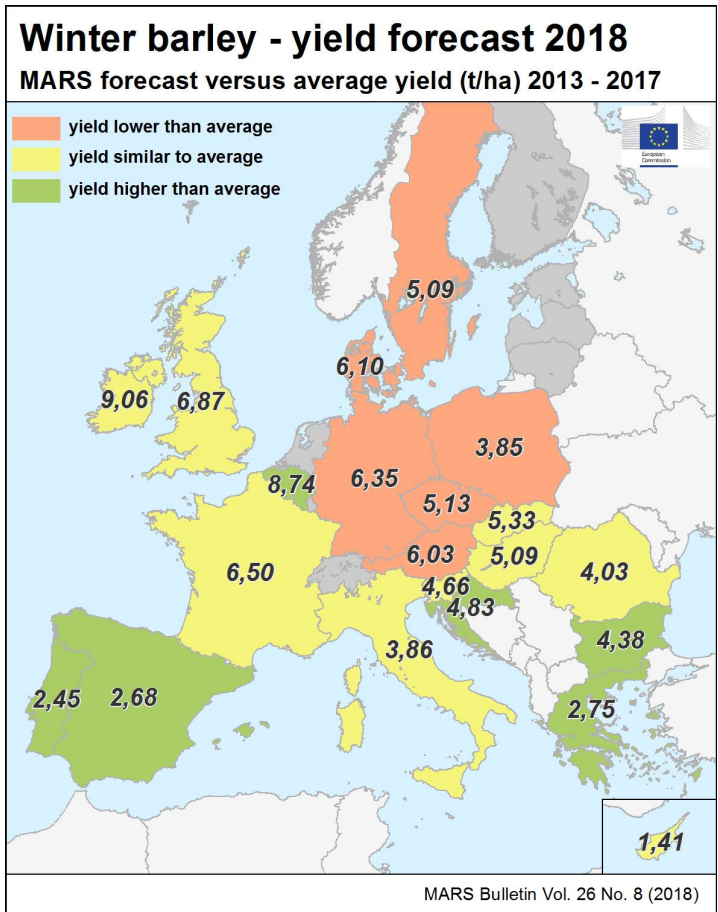 Winter barley - yield forecast 2018
MARS forecast versus average yield (t/ha) 2013 - 2017
yield lower than average
yield similar to average
yield higher than average
European
Commission
5,09
6,10
9,06
6,87
3,85
6,35
8,74
5,13
5,33
6,03
5,09
6,50
4,66
4,03
4,83
4,38
3,86
2,45
2,68
2,75
1,41
MARS Bulletin Vol. 26 No. 8 (2018)